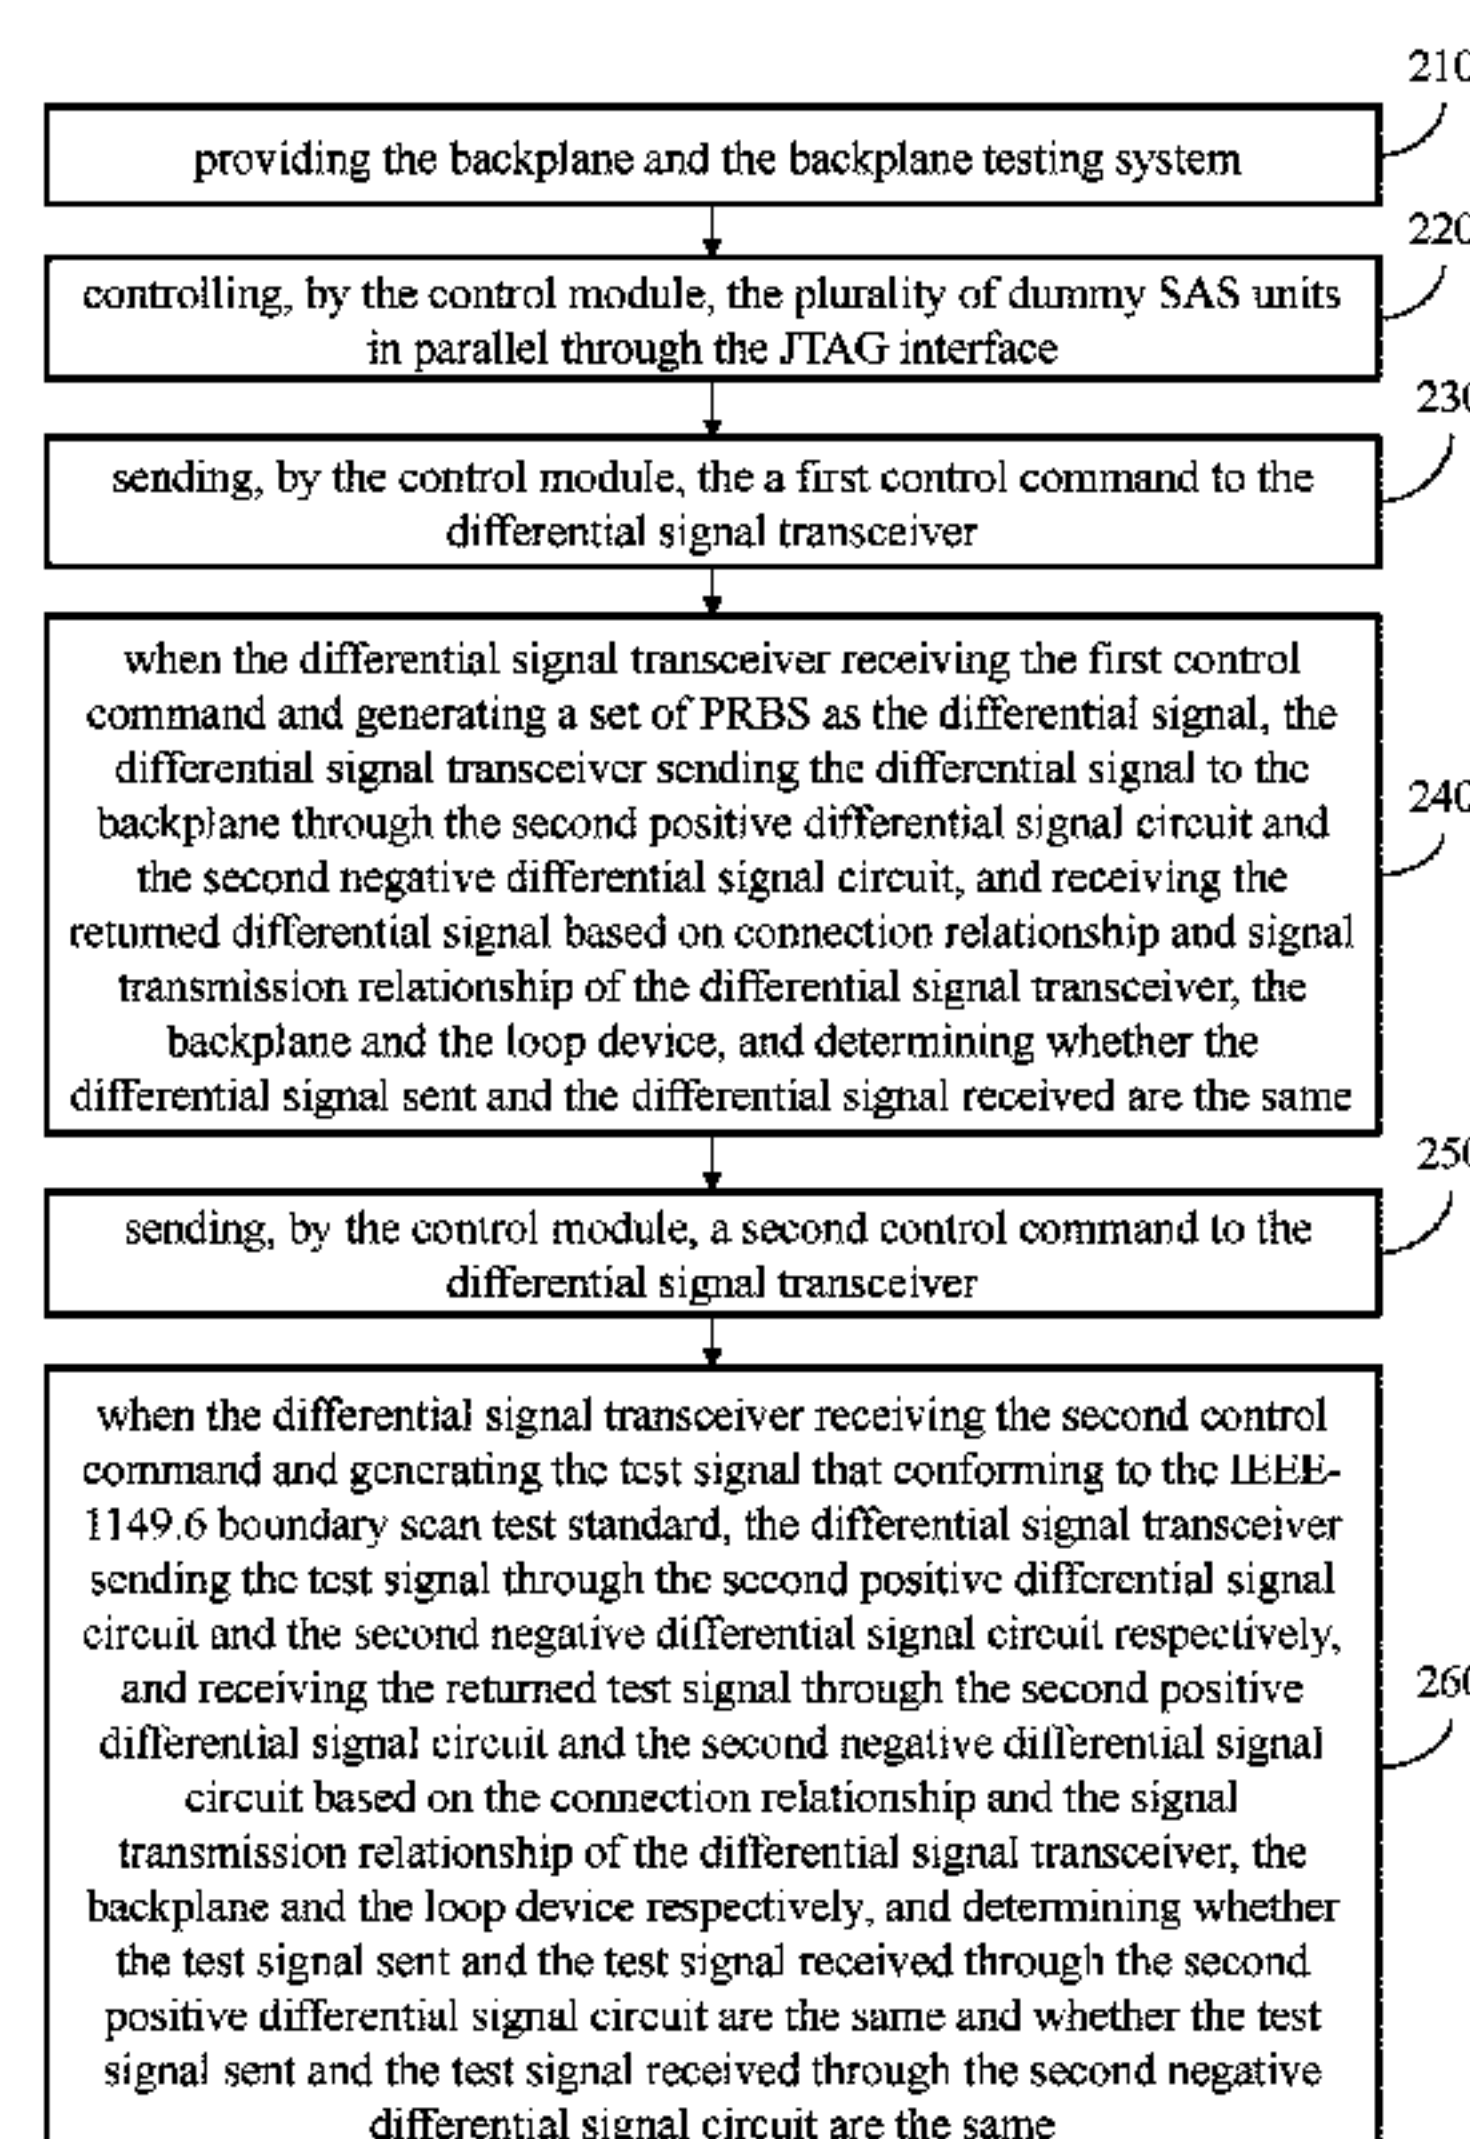 210
providing the backplane and the backplane testing system
220
controlling, by the control module, the plurality of dummy SAS units
in parallel through the JTAG interface
230
sending, by the control module, the a first control command to the
differential signal transceiver
when the differential signal transceiver receiving the first control
command and generating a set of PRBS as the differential signal, the
differential signal transceiver sending the differential signal to the
backplane through the second positive differential signal circuit and
the second negative differential signal circuit, and receiving the
returned differential signal based on connection relationship and signal
transmission relationship of the differential signal transceiver, the
backplane and the loop device, and determining whether the
differential signal sent and the differential signal received are the same
240
250
sending, by the control module, a second control command to the
differential signal transceiver
when the differential signal transceiver receiving the second control
command and generating the test signal that conforming to the IEEE-
1149.6 boundary scan test standard, the differential signal transceiver
sending the test signal through the second positive differential signal
circuit and the second negative differential signal circuit respectively,
and receiving the returned test signal through the second positive
differential signal circuit and the second negative differential signal
circuit based on the connection relationship and the signal
transmission relationship of the differential signal transceiver, the
backplane and the loop device respectively, and determining whether
the test signal sent and the test signal received through the second
positive differential signal circuit are the same and whether the test
signal sent and the test signal received through the second negative
differential signal circuit are the same
260